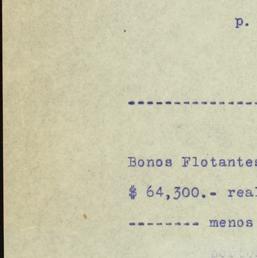 p.
--------------
Bonos Flotantes
$ 64,300.- real
-------- menos